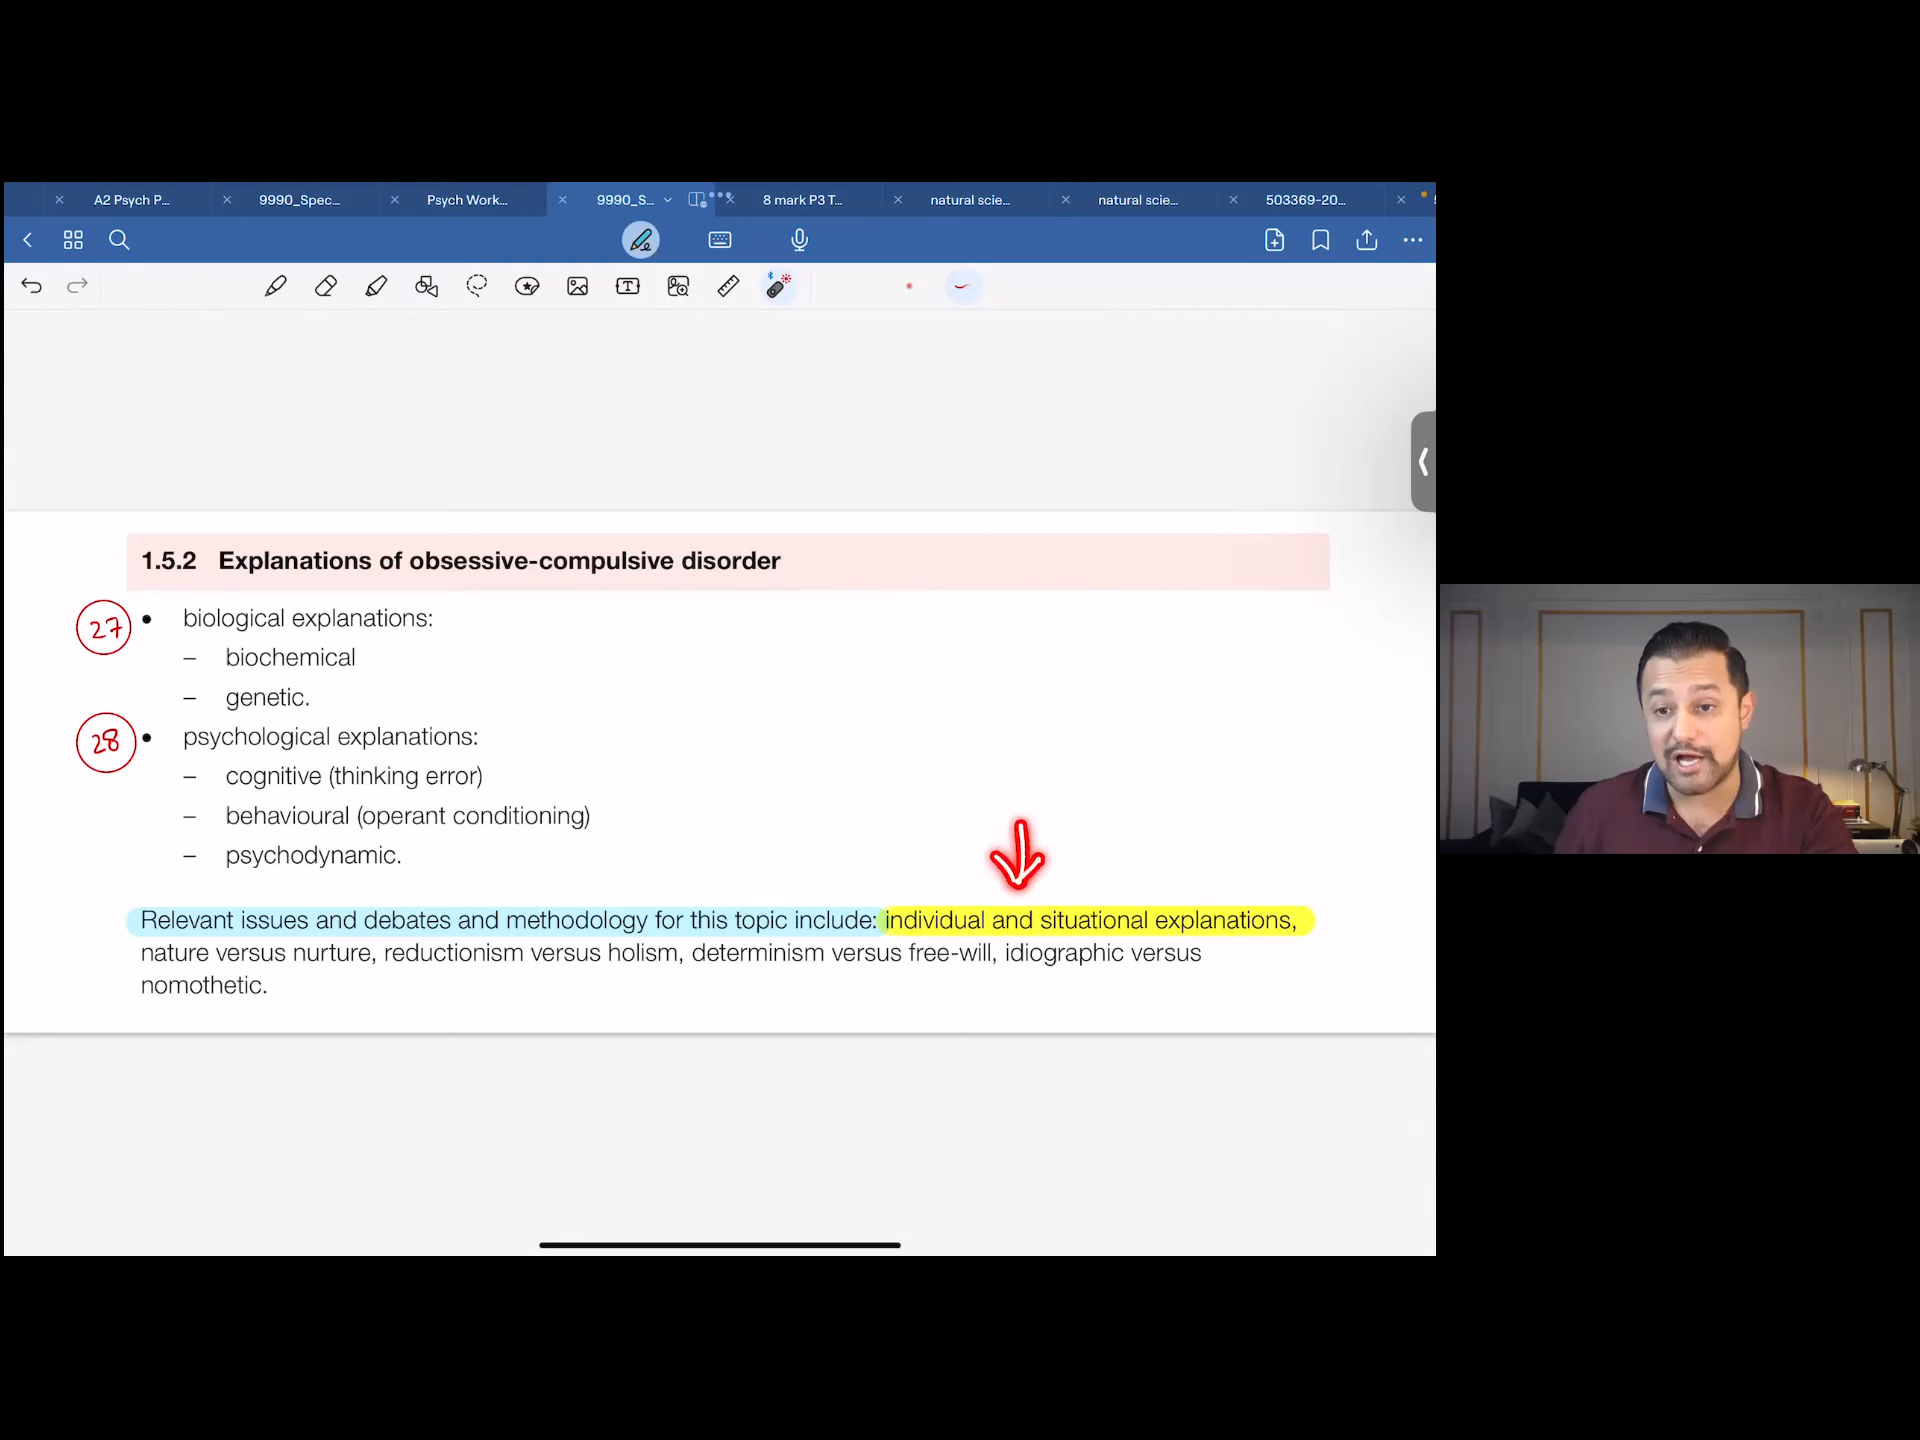 A2 Psych P...
9990_Spec...
Psych Work...
9990_S...
8 mark P3 T...
natural scie...
natural scie...
503369-20...
1.5.2 Explanations of obsessive-compulsive disorder
27
• biological explanations:
– biochemical
– genetic.
28
• psychological explanations:
– cognitive (thinking error)
– behavioural (operant conditioning)
– psychodynamic.
Relevant issues and debates and methodology for this topic include: individual and situational explanations,
nature versus nurture, reductionism versus holism, determinism versus free-will, idiographic versus
nomothetic.